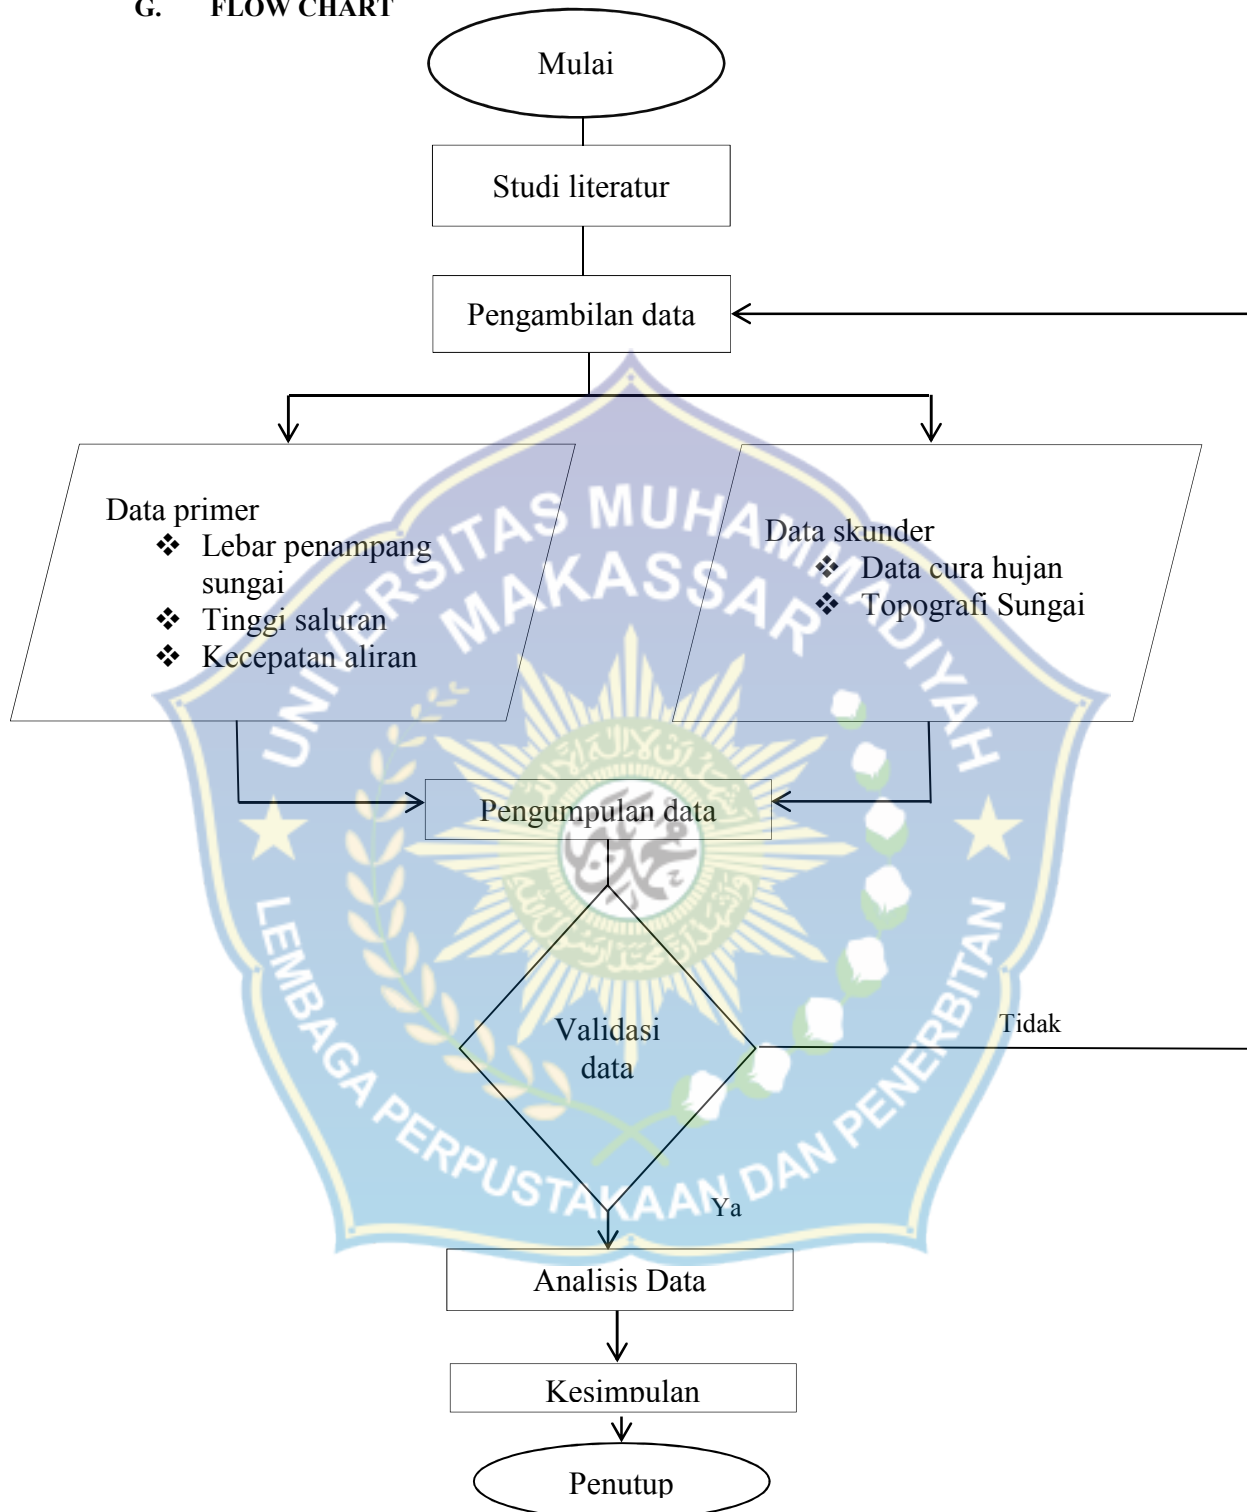 G. FLOW CHART
Mulai
Studi literatur
Pengambilan data
Data primer
❖ Lebar penampang
sungai
❖ Tinggi saluran
❖ Kecepatan aliran
Data skunder
❖ Data cura hujan
❖ Topografi Sungai
Pengumpulan data
Validasi
data
Tidak
Ya
Analisis Data
Kesimpulan
Penutup
UNIVERSITAS MUHAMMADIYAH
MAKASSAR
LEMBAGA PERPUSTAKAAN DAN PENERBITAN
محمد